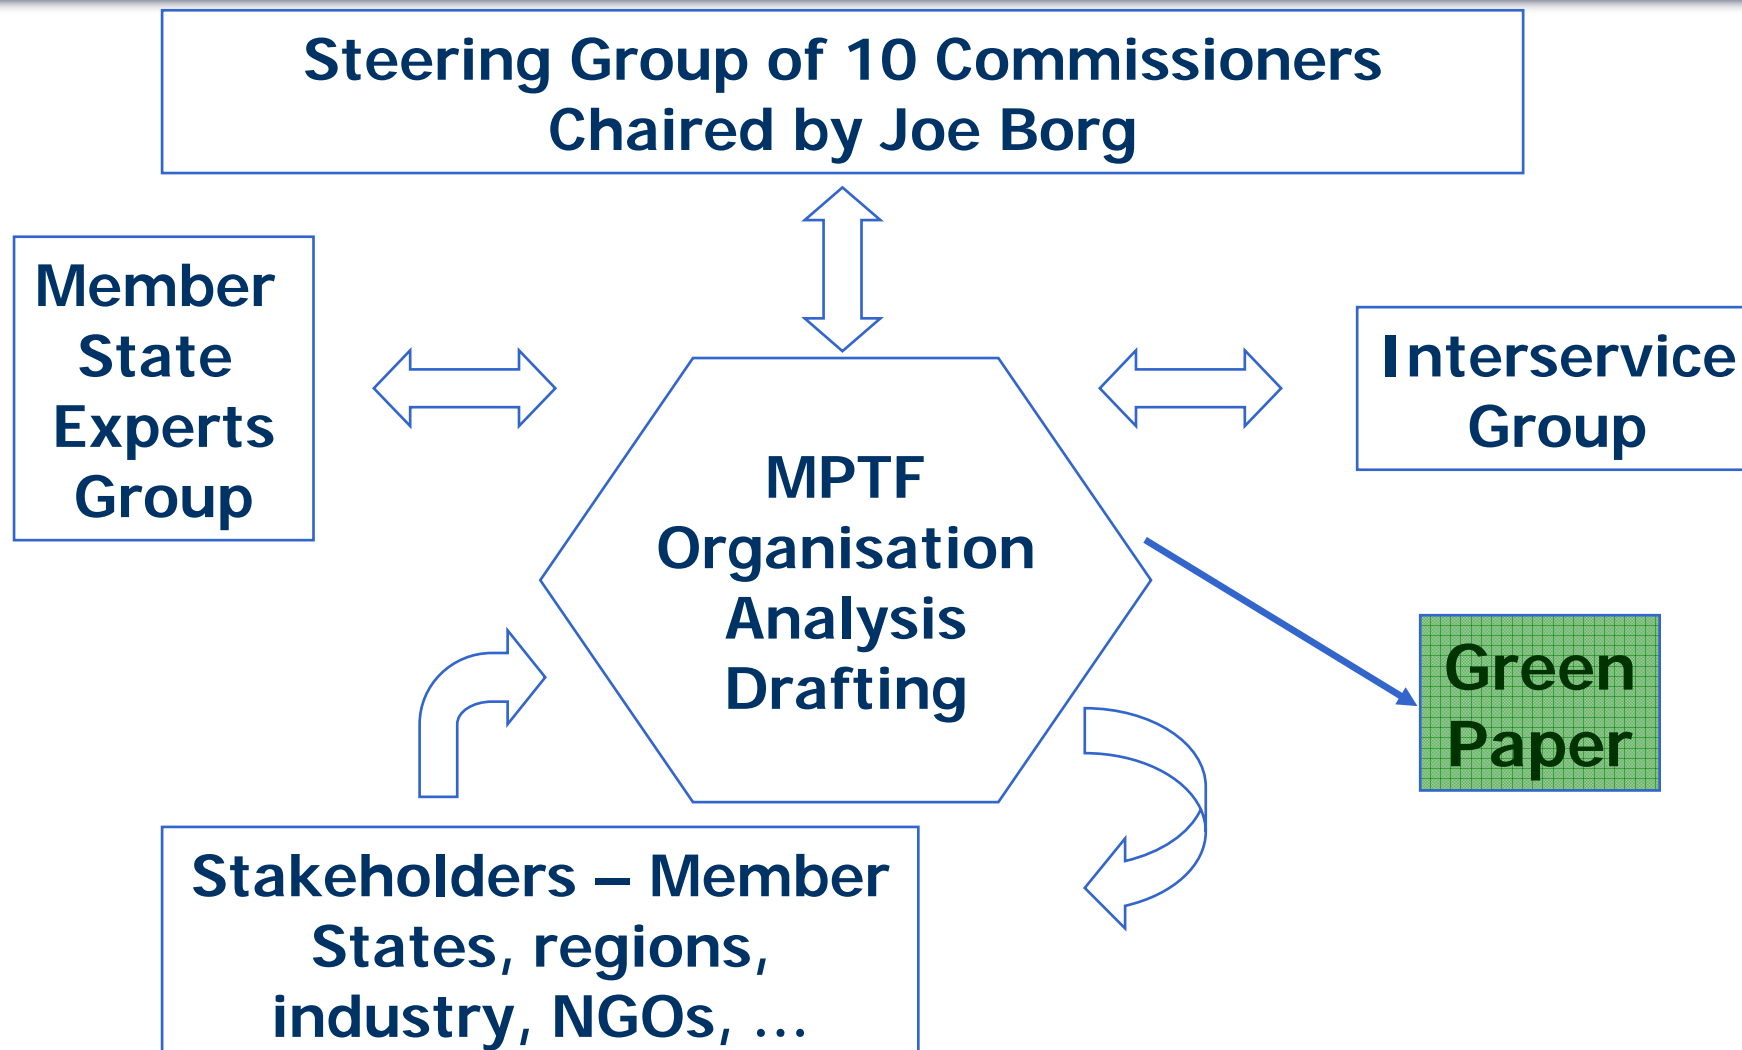 Steering Group of 10 Commissioners
Chaired by Joe Borg
Member
State
Experts
Group
Interservice
Group
MPTF
Organisation
Analysis
Drafting
Green
Paper
Stakeholders – Member
States, regions,
industry, NGOs, ...